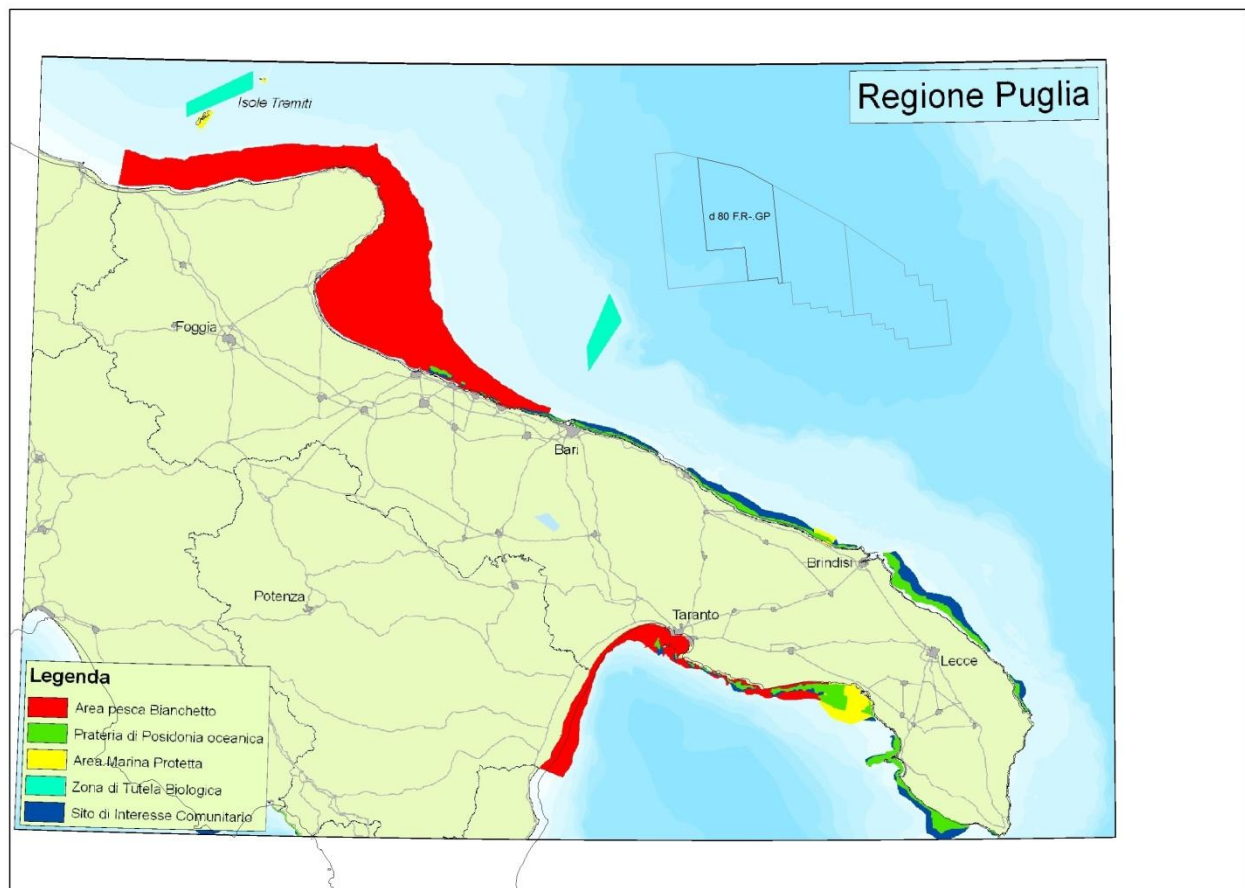 Regione Puglia
Isole Tremiti
d 80 F.R-.GP
Foggia
Bari
Brindisi
Potenza
Taranto
Lecce
Legenda
Area pesca Bianchetto
Prateria di Posidonia oceanica
Area Marina Protetta
Zona di Tutela Biologica
Sito di Interesse Comunitario